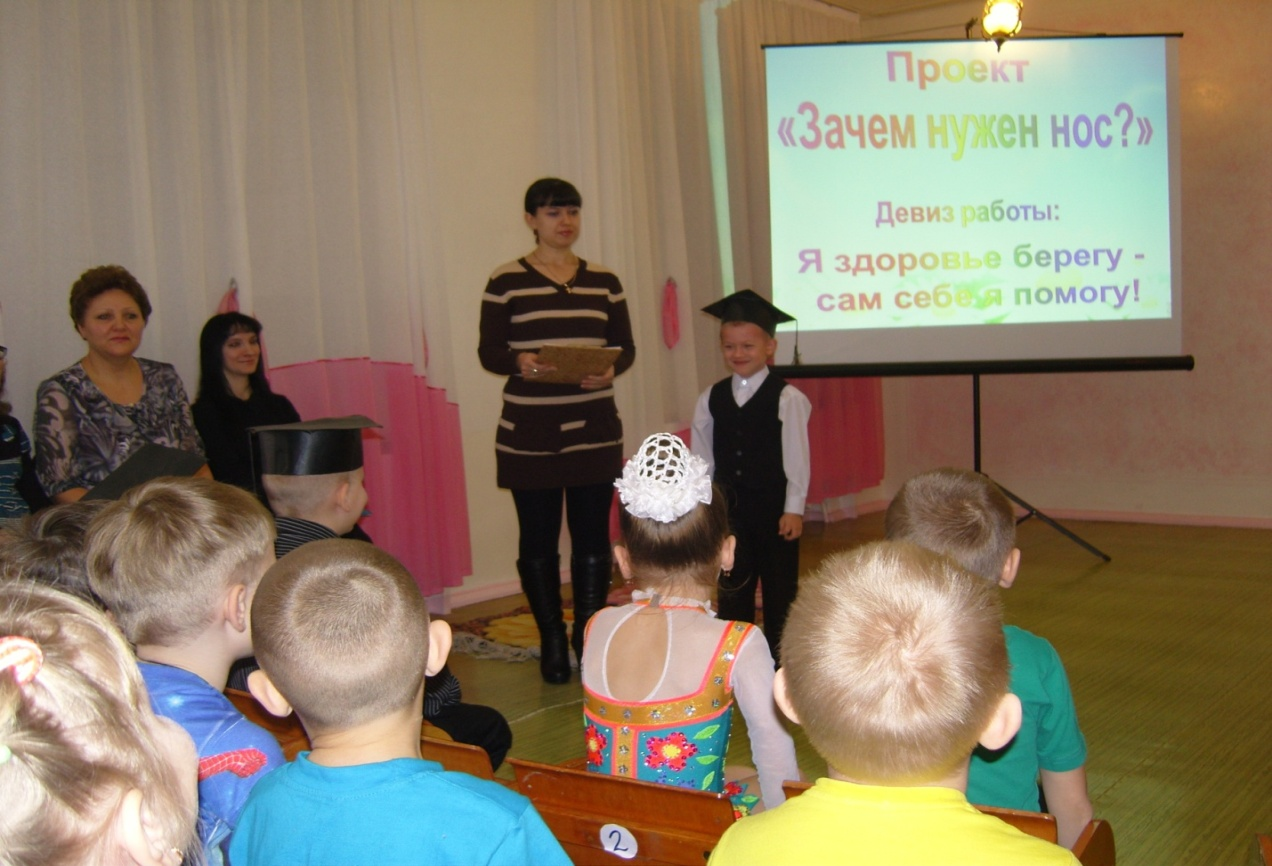 Проект
«Зачем нужен нос?»
Девиз работы:
Я здоровье берегу -
сам себе я помогу!
2